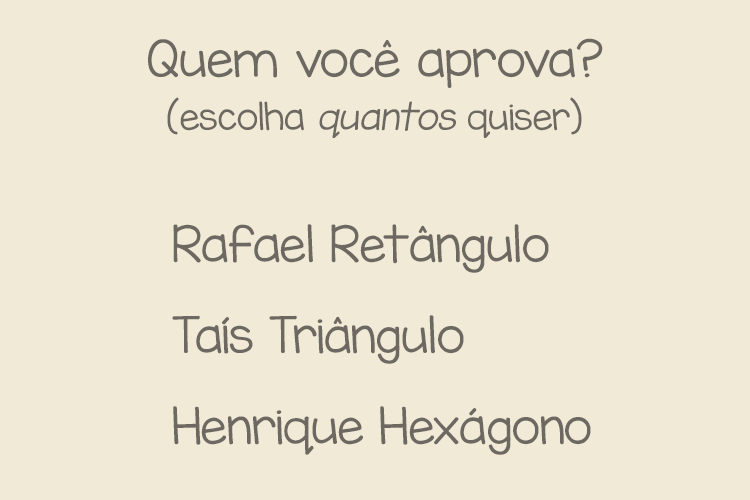 Quem você aprova?
(escolha quantos quiser)
Rafael Retângulo
Taís Triângulo
Henrique Hexágono